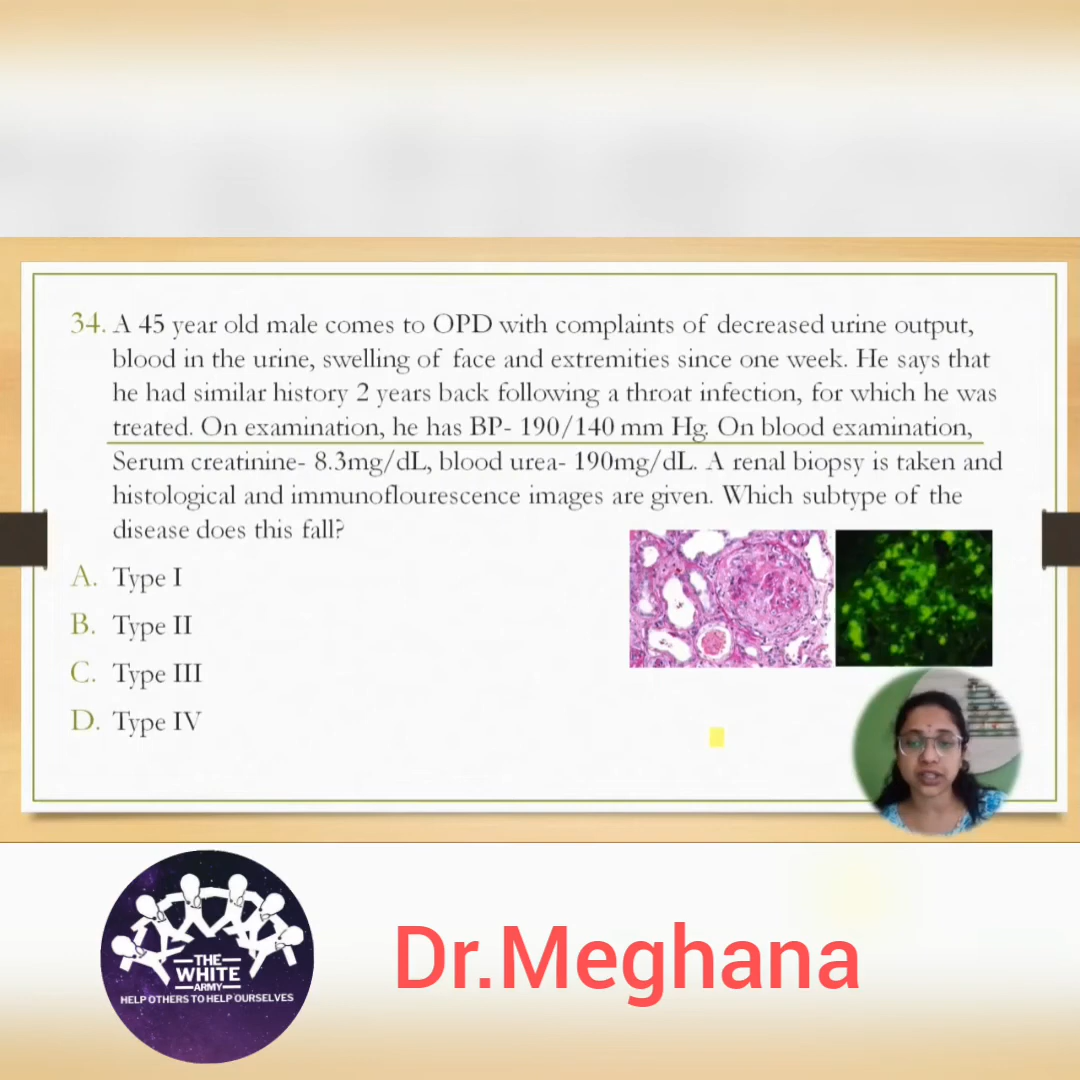 34. A 45 year old male comes to OPD with complaints of decreased urine output,
blood in the urine, swelling of face and extremities since one week. He says that
he had similar history 2 years back following a throat infection, for which he was
treated. On examination, he has BP- 190/140 mm Hg. On blood examination,
Serum creatinine- 8.3mg/dL, blood urea- 190mg/dL. A renal biopsy is taken and
histological and immunoflourescence images are given. Which subtype of the
disease does this fall?
A. Type I
B. Type II
C. Type III
D. Type IV
THE
WHITE
ARMY
HELP OTHERS TO HELP OURSELVES
Dr.Meghana